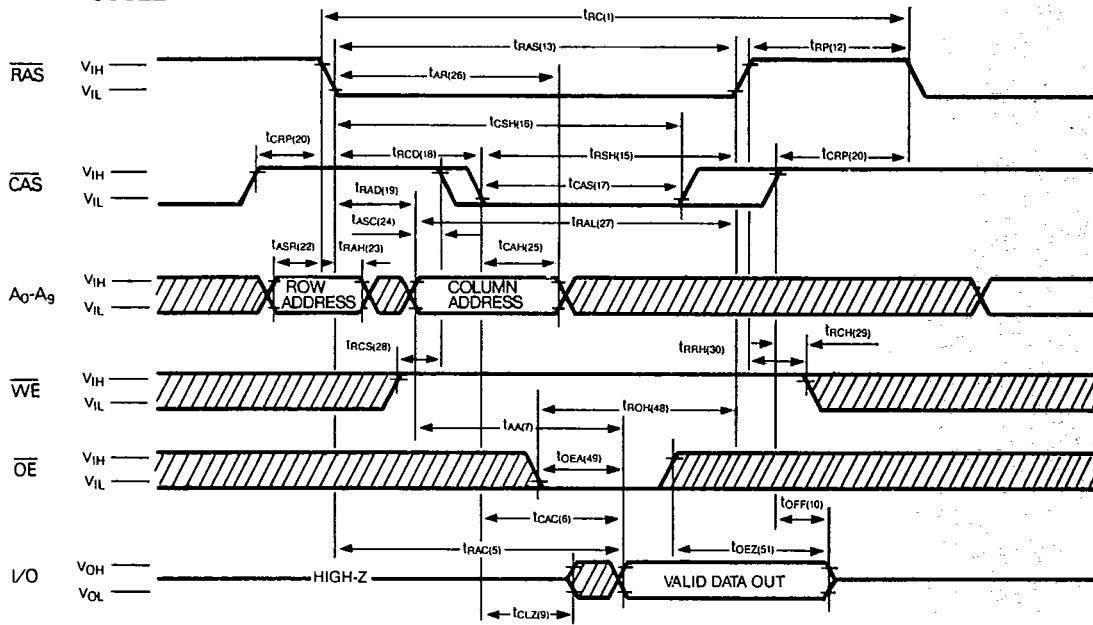 tRC(1)
tRAS(13)
tRP(12)
RAS
VIH
VIL
tAR(26)
tCSH(16)
tCRP(20)
tRCD(18)
tRSH(15)
tCRP(20)
CAS
VIH
VIL
tRAD(19)
tCAS(17)
tASC(24)
tRAL(27)
tASR(22)
tRAH(23)
tCAH(25)
A0-A9
VIH
VIL
ROW
ADDRESS
COLUMN
ADDRESS
tRCS(28)
tRRH(30)
tRCH(29)
WE
VIH
VIL
tROH(48)
tAA(7)
OE
VIH
VIL
tOEA(49)
tCAC(6)
tOFF(10)
tRAC(5)
tOEZ(51)
I/O
VOH
VOL
HIGH-Z
VALID DATA OUT
tCLZ(9)